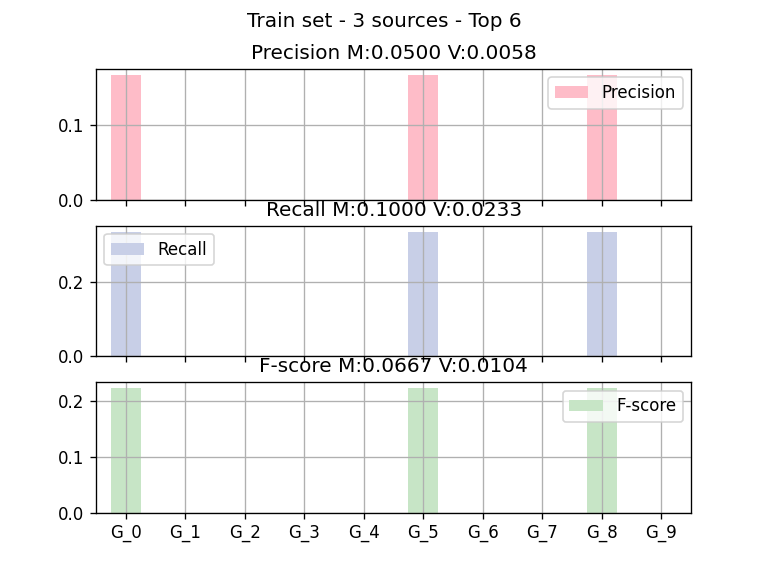 Train set - 3 sources - Top 6
Precision M:0.0500 V:0.0058
Precision
0.1
0.0
Recall M:0.1000 V:0.0233
Recall
0.2
0.0
F-score M:0.0667 V:0.0104
F-score
0.2
0.1
0.0
G_0 G_1 G_2 G_3 G_4 G_5 G_6 G_7 G_8 G_9